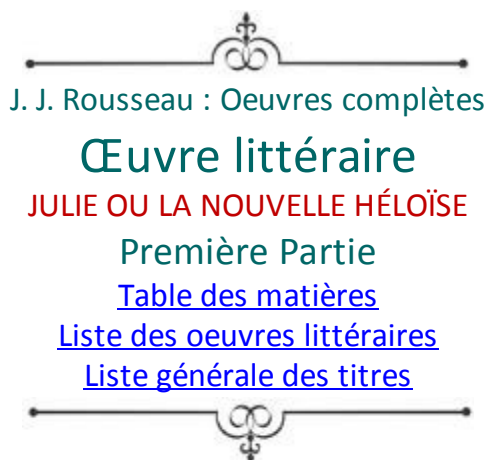 J. J. Rousseau : Oeuvres complètes
Œuvre littéraire
JULIE OU LA NOUVELLE HÉLOÏSE
Première Partie
Table des matières
Liste des oeuvres littéraires
Liste générale des titres